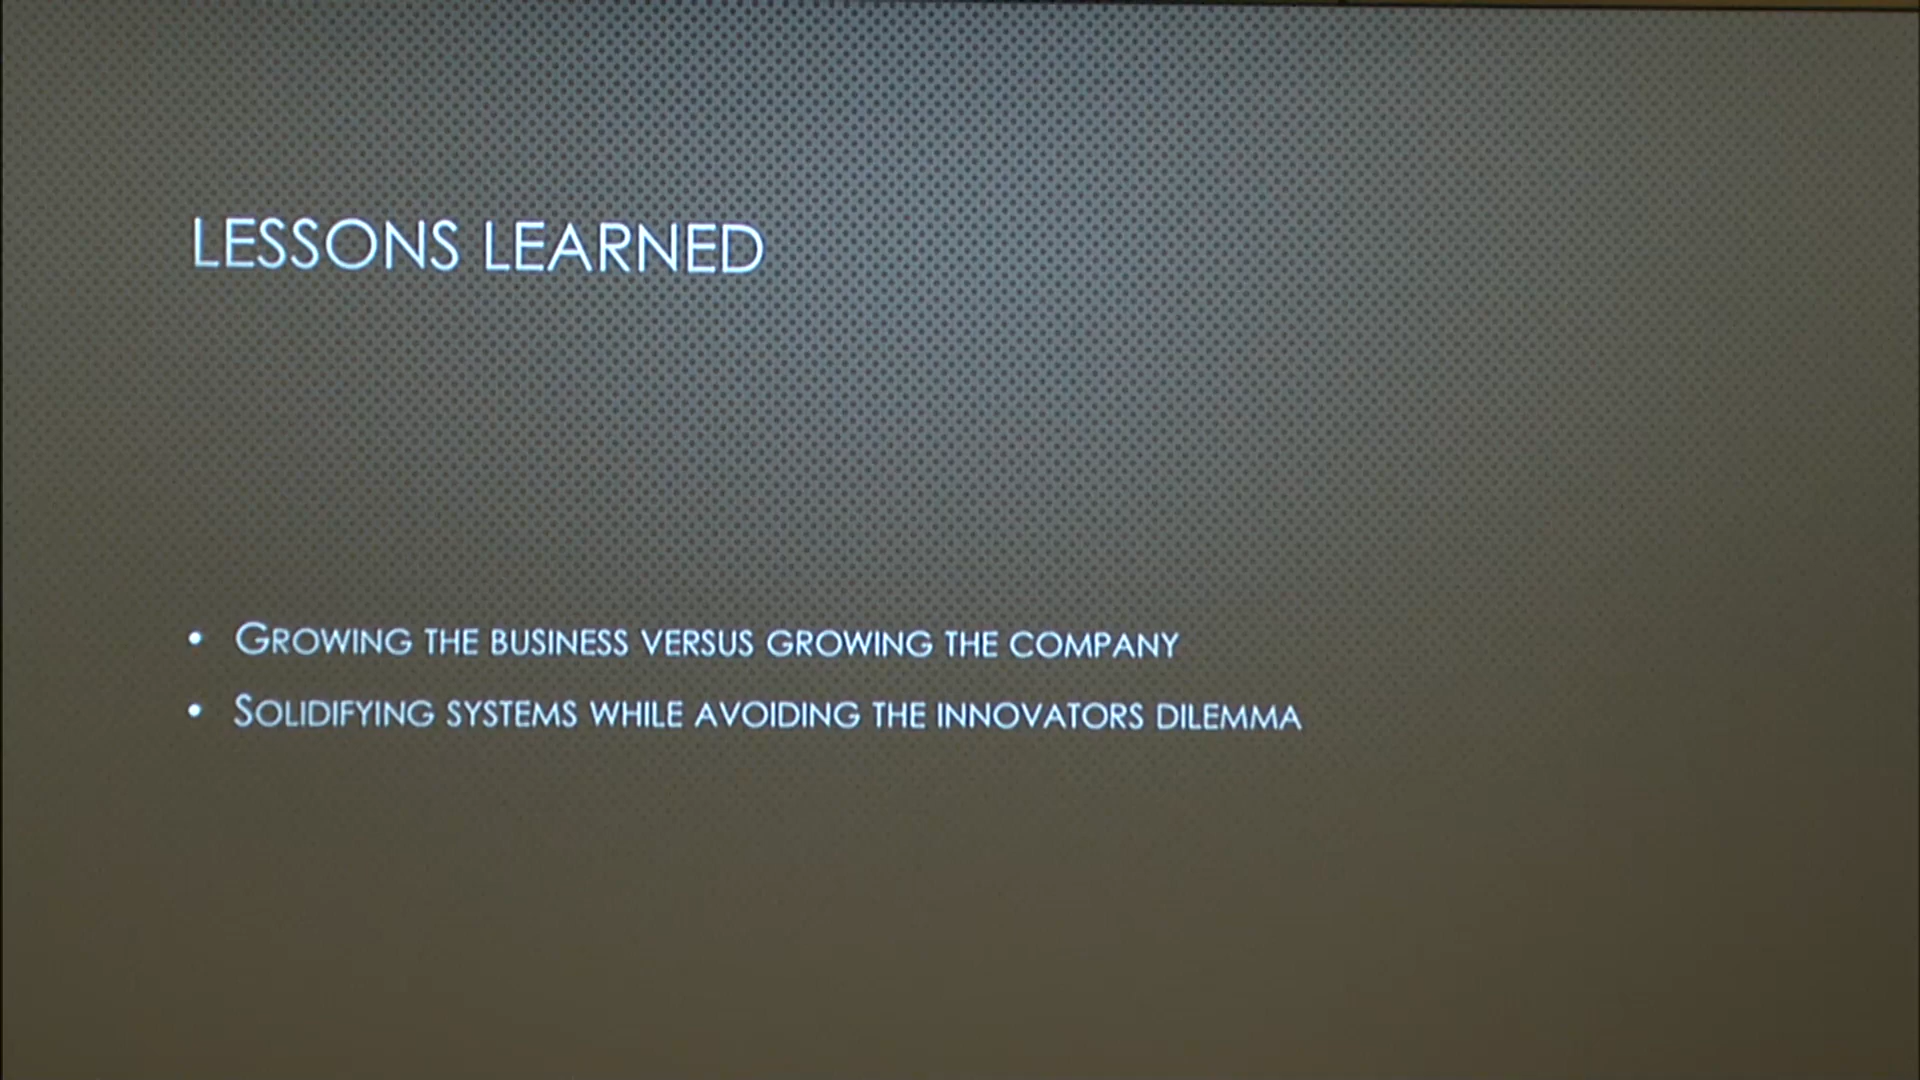 LESSONS LEARNED
• GROWING THE BUSINESS VERSUS GROWING THE COMPANY
• SOLIDIFYING SYSTEMS WHILE AVOIDING THE INNOVATORS DILEMMA